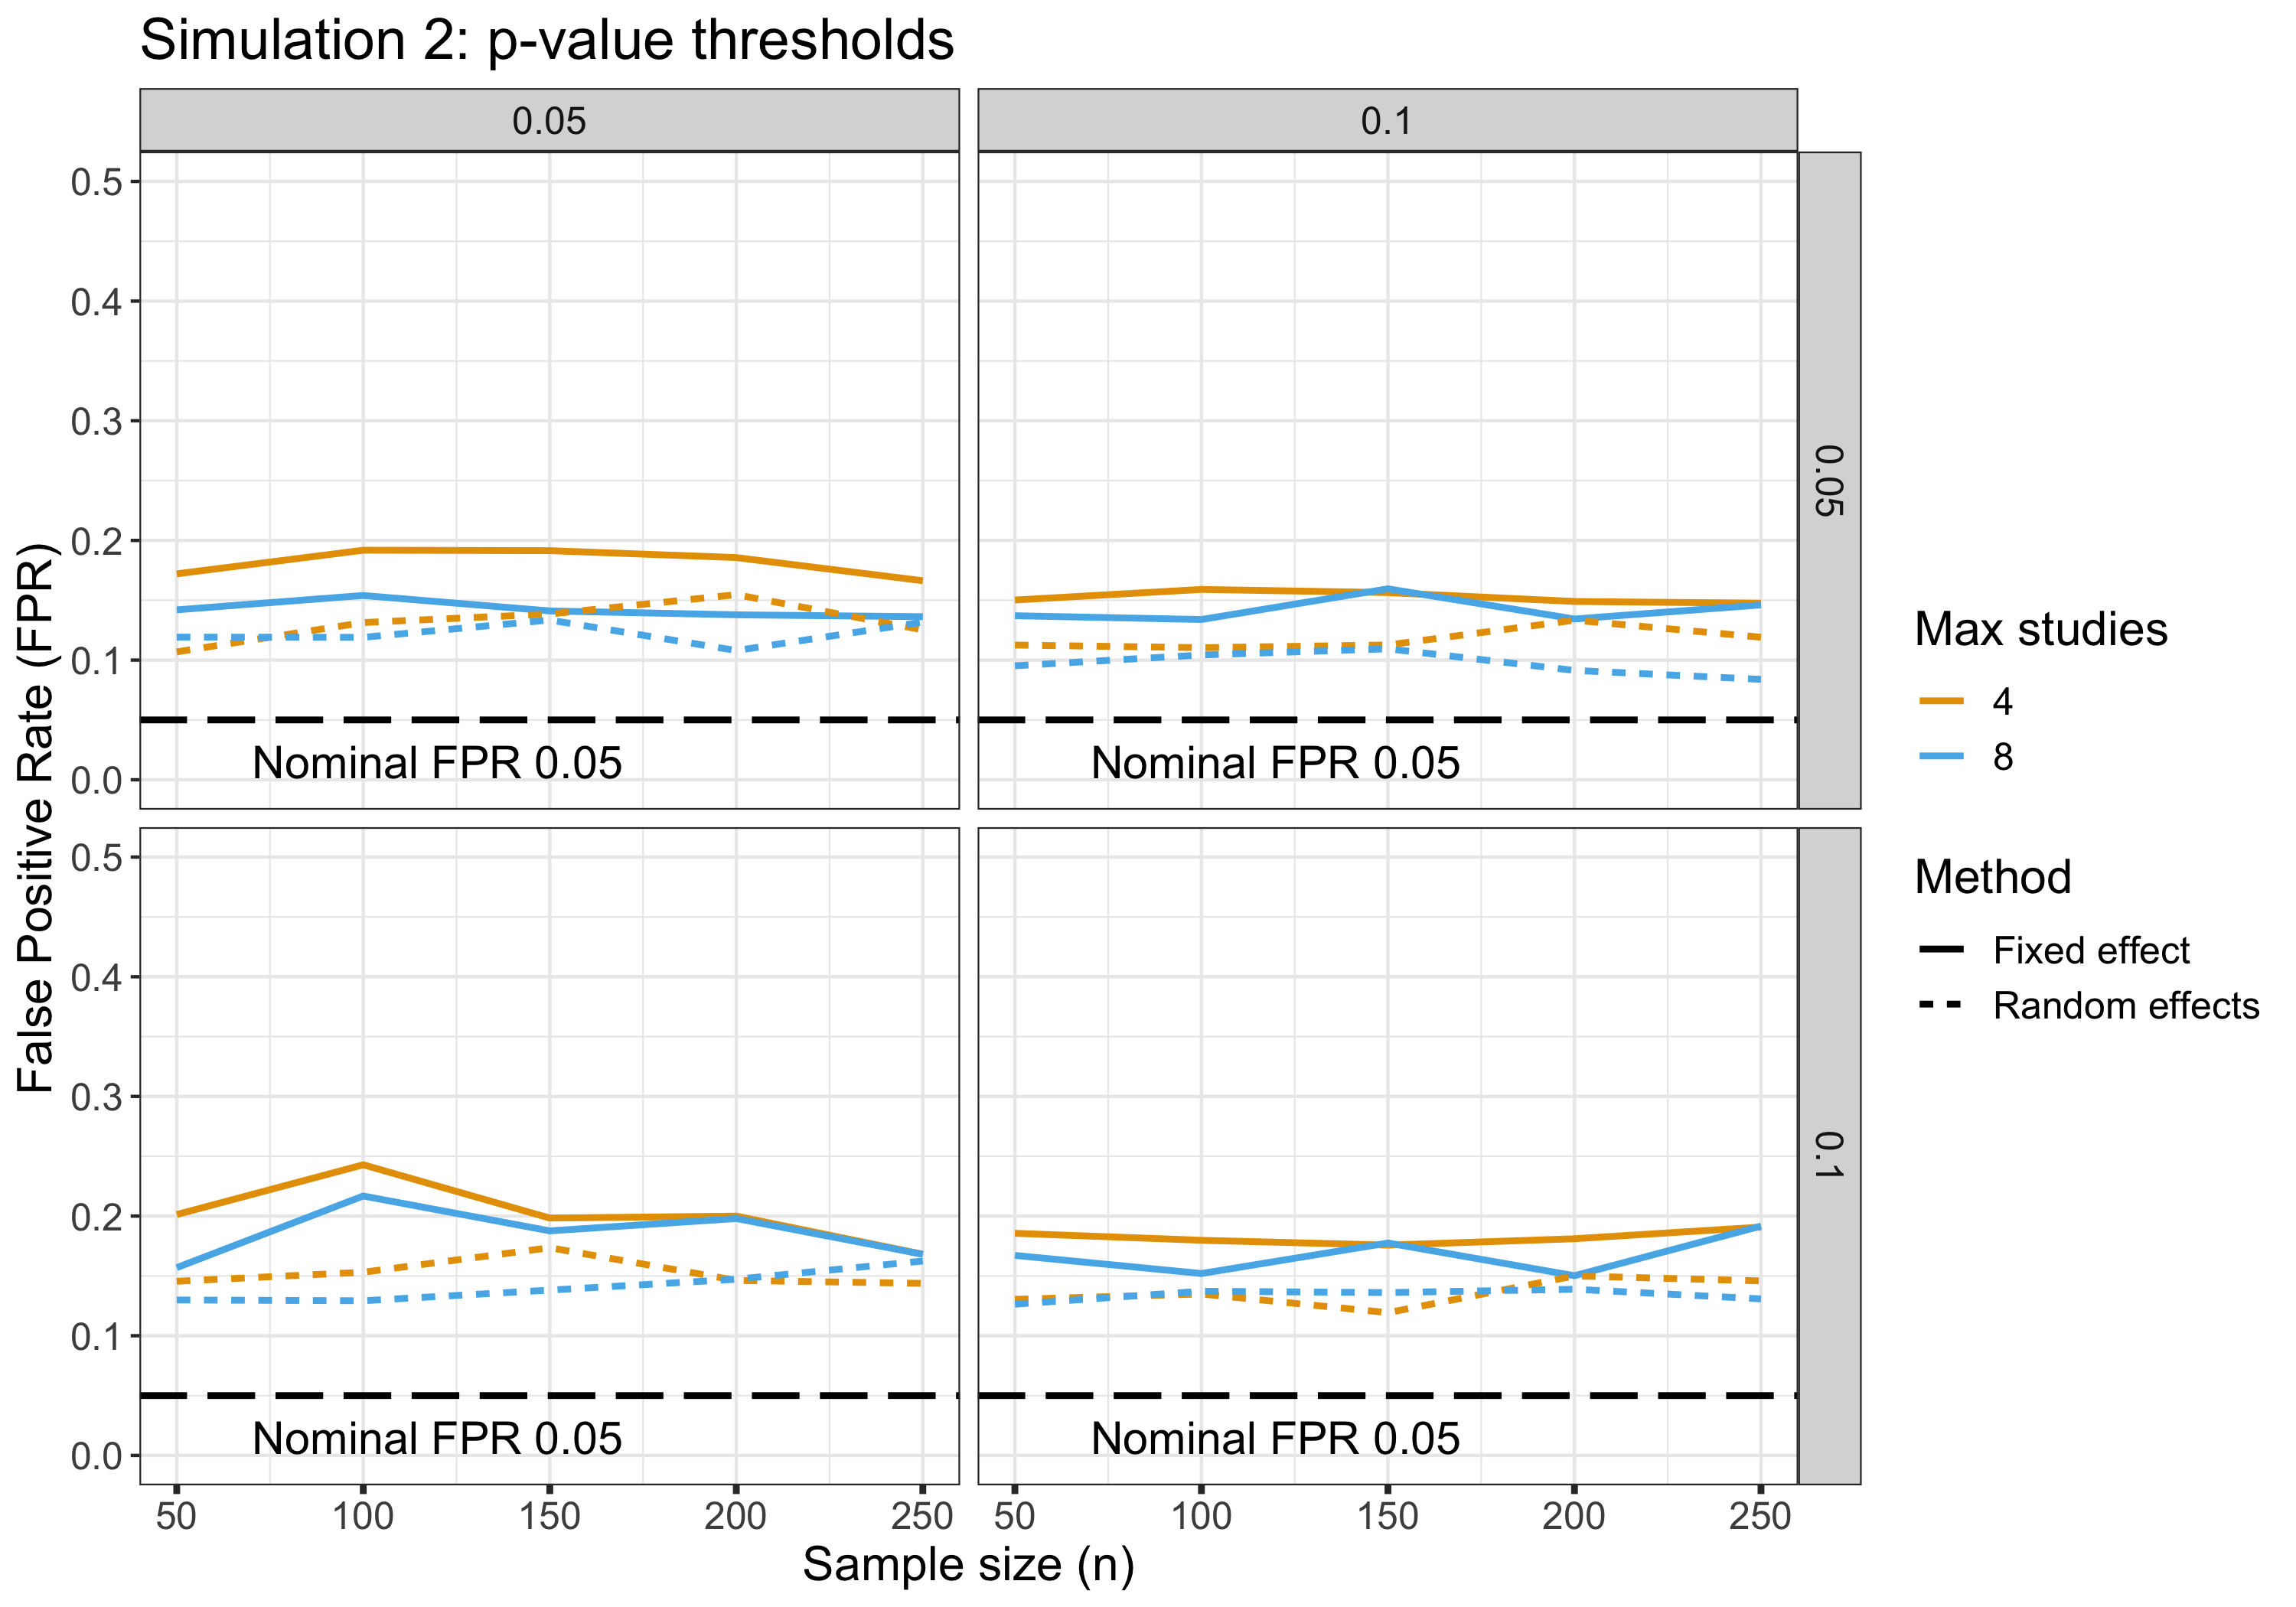 Simulation 2: p-value thresholds
0.05
0.1
0.5
0.4
0.3
0.2
0.1
0.0
Nominal FPR 0.05
Nominal FPR 0.05
0.05
False Positive Rate (FPR)
0.5
0.4
0.3
0.2
0.1
0.0
Nominal FPR 0.05
Nominal FPR 0.05
0.1
50 100 150 200 250
50 100 150 200 250
Sample size (n)
Max studies
4
8
Method
Fixed effect
Random effects